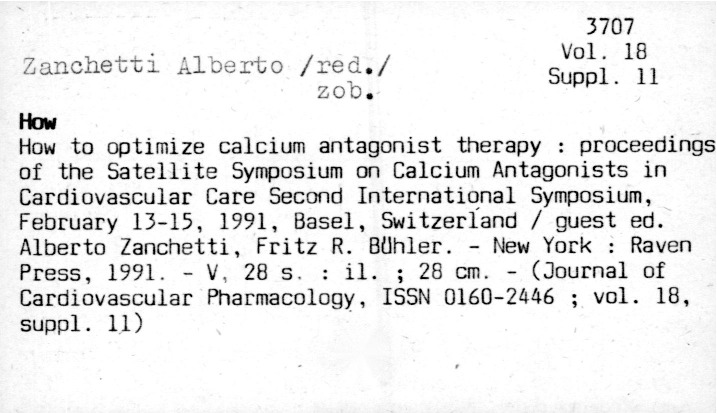 3707
Vol. 18
Suppl. 11
Zanchetti Alberto /red./
zob.
How
How to optimize calcium antagonist therapy : proceedings
of the Satellite Symposium on Calcium Antagonists in
Cardiovascular Care Second International Symposium,
February 13-15, 1991, Basel, Switzerland / guest ed.
Alberto Zanchetti, Fritz R. Bühler. - New York : Raven
Press, 1991. - V, 28 s. : il. ; 28 cm. - (Journal of
Cardiovascular Pharmacology, ISSN 0160-2446 ; vol. 18,
suppl. 11)